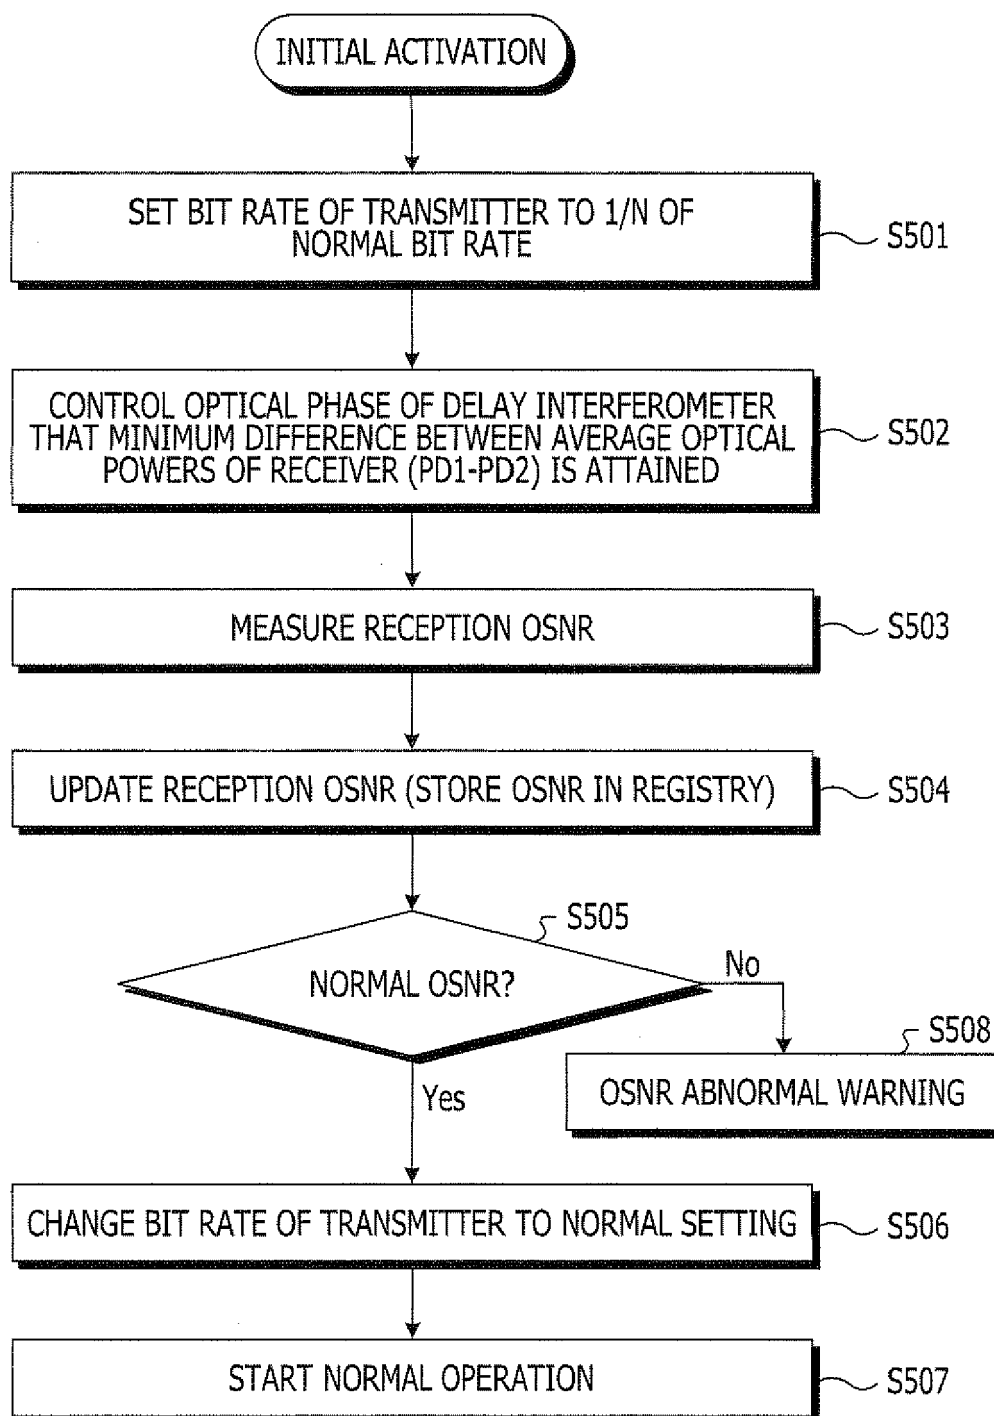 INITIAL ACTIVATION
SET BIT RATE OF TRANSMITTER TO 1/N OF
NORMAL BIT RATE
S501
CONTROL OPTICAL PHASE OF DELAY INTERFEROMETER
THAT MINIMUM DIFFERENCE BETWEEN AVERAGE OPTICAL
POWERS OF RECEIVER (PD1-PD2) IS ATTAINED
S502
MEASURE RECEPTION OSNR
S503
UPDATE RECEPTION OSNR (STORE OSNR IN REGISTRY)
S504
S505
NORMAL OSNR?
No
S508
OSNR ABNORMAL WARNING
Yes
CHANGE BIT RATE OF TRANSMITTER TO NORMAL SETTING
S506
START NORMAL OPERATION
S507